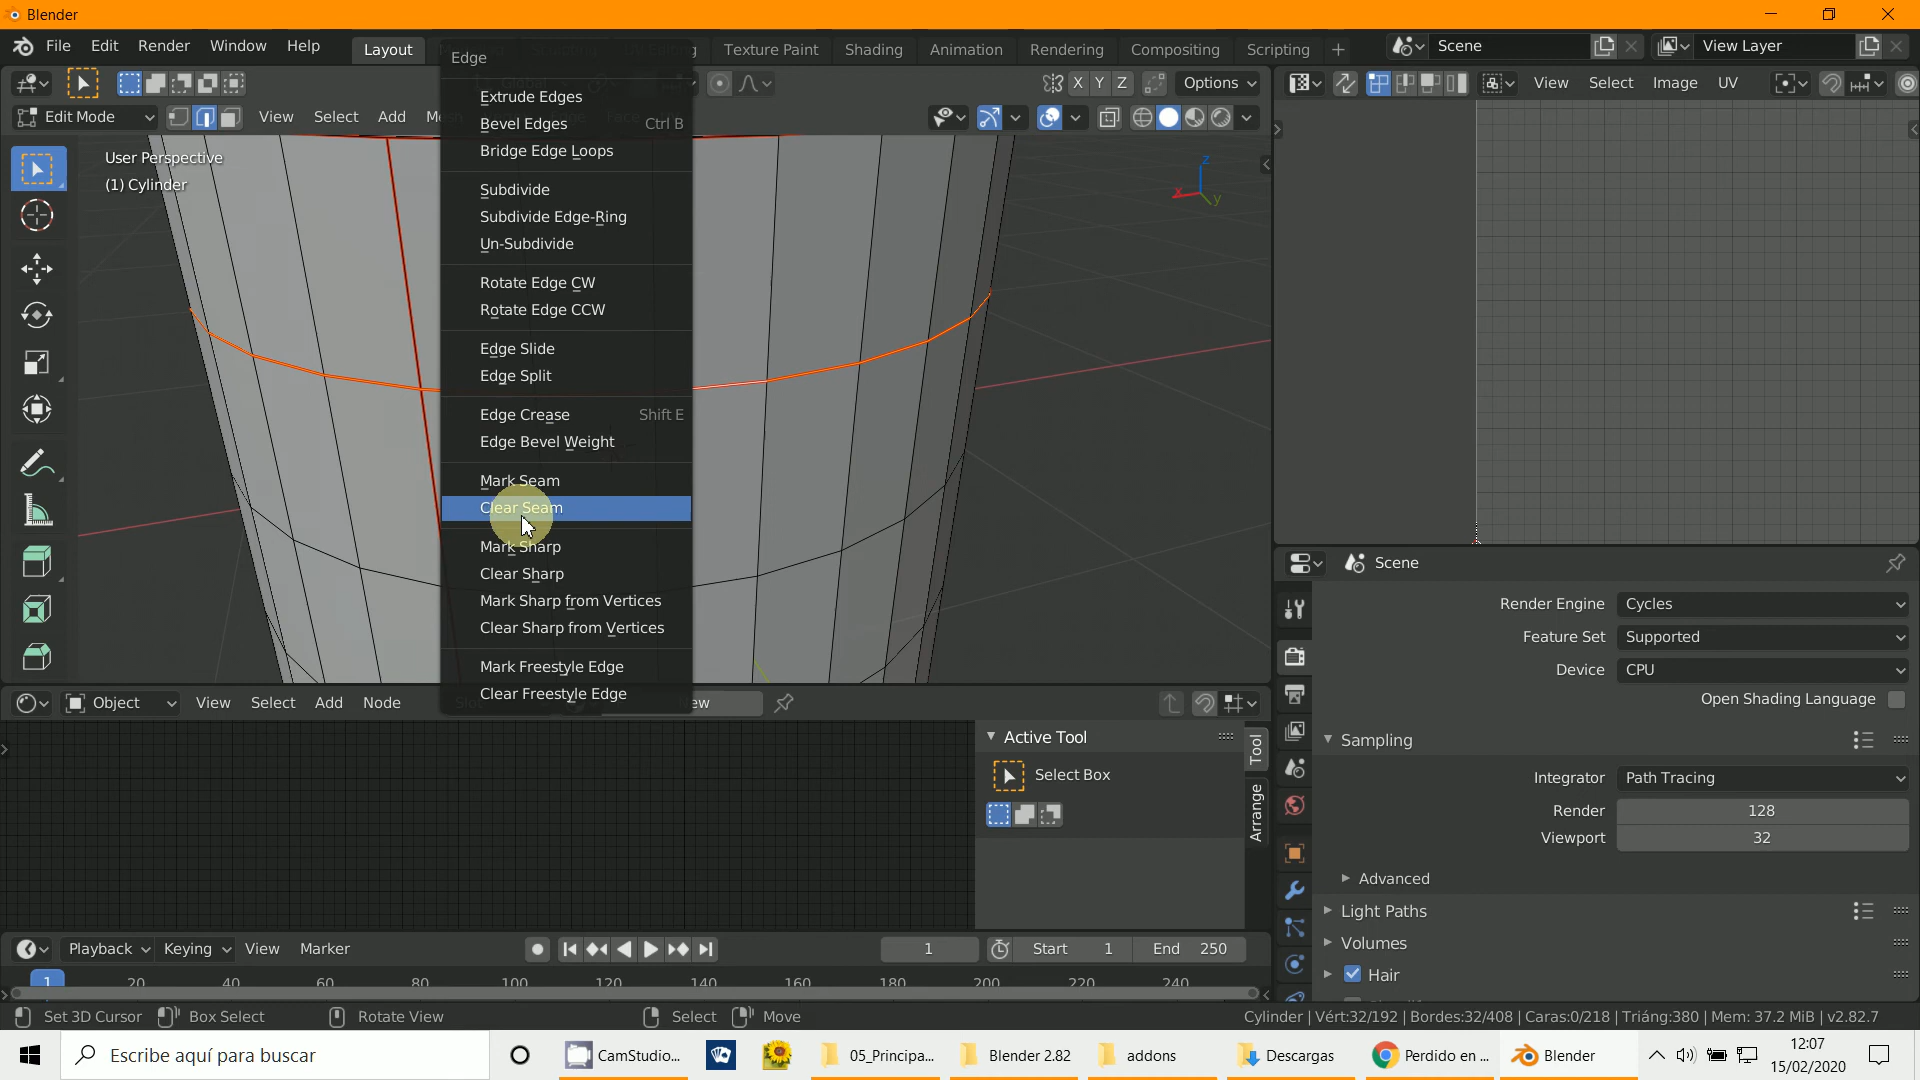 Blender
File Edit Render Window Help Layout Texture Paint Shading Animation Rendering Compositing Scripting + Scene View Layer
X Y Z Options View Select Image UV
Edit Mode View Select Add
User Perspective
(1) Cylinder
z
x
y
Edge
Extrude Edges
Bevel Edges Ctrl B
Bridge Edge Loops
Subdivide
Subdivide Edge-Ring
Un-Subdivide
Rotate Edge CW
Rotate Edge CCW
Edge Slide
Edge Split
Edge Crease Shift E
Edge Bevel Weight
Mark Seam
Clear Seam
Mark Sharp
Clear Sharp
Mark Sharp from Vertices
Clear Sharp from Vertices
Mark Freestyle Edge
Clear Freestyle Edge
Scene
Render Engine Cycles
Feature Set Supported
Device CPU
Open Shading Language
Sampling
Integrator Path Tracing
Render 128
Viewport 32
Advanced
Light Paths
Volumes
Hair
Object View Select Add Node
Active Tool
Select Box
Tool
Arrange
Playback Keying View Marker 1 Start 1 End 250
1 20 40 60 80 100 120 140 160 180 200 220 240
Set 3D Cursor Box Select Rotate View Select Move Cylinder | Vért:32/192 | Bordes:32/408 | Caras:0/218 | Triáng:380 | Mem: 37.2 MiB | v2.82.7
Escribe aquí para buscar CamStudio... 05_Principa... Blender 2.82 addons Descargas Perdido en ... Blender
12:07
15/02/2020